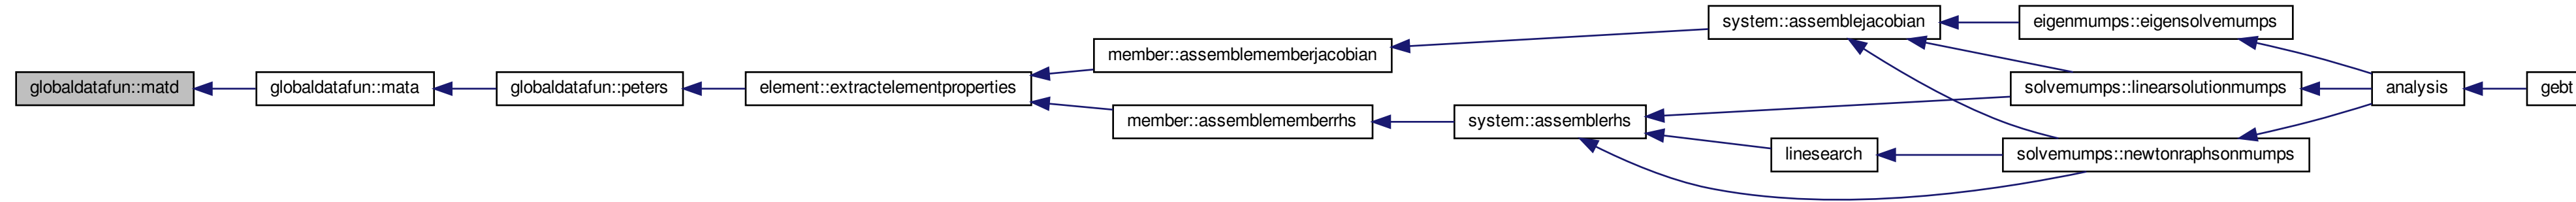 globaldatafun::matd
globaldatafun::mata
globaldatafun::peters
element::extractelementproperties
member::assemblememberjacobian
member::assemblememberrhs
system::assemblejacobian
system::assemblerhs
linesearch
eigenmumps::eigensolvemumps
solvemumps::linearsolutionmumps
solvemumps::newtonraphsonmumps
analysis
gebt